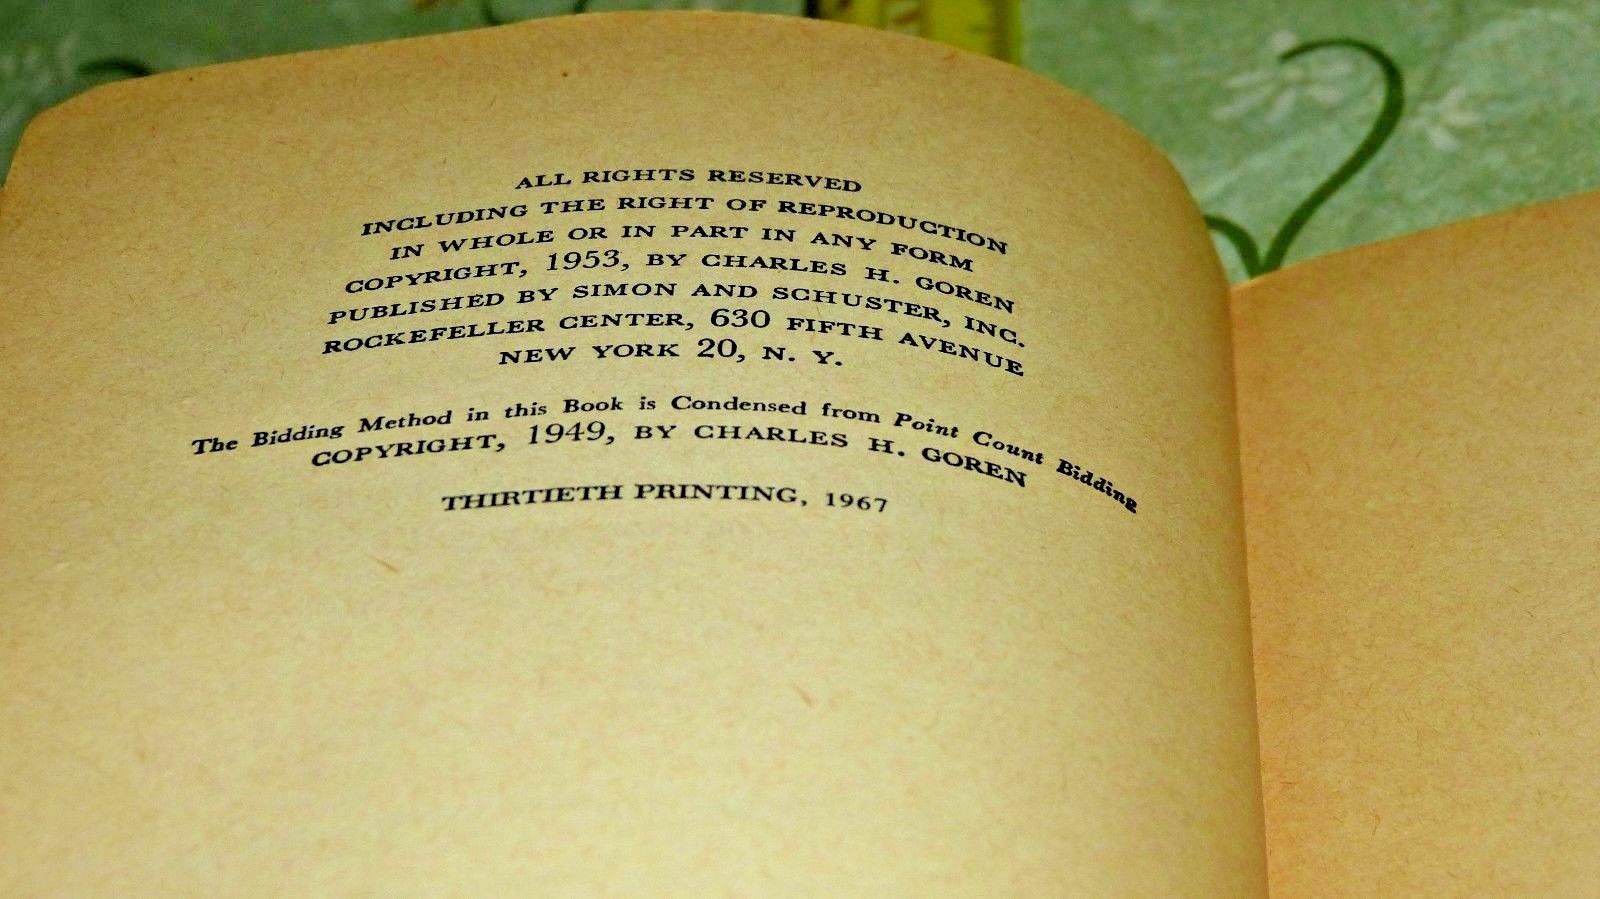 ALL RIGHTS RESERVED
INCLUDING THE RIGHT OF REPRODUCTION
IN WHOLE OR IN PART IN ANY FORM
COPYRIGHT, 1953, BY CHARLES H. GOREN
PUBLISHED BY SIMON AND SCHUSTER, INC.
ROCKEFELLER CENTER, 630 FIFTH AVENUE
NEW YORK 20, N. Y.
The Bidding Method in this Book is Condensed from Point Count Bidding
COPYRIGHT, 1949, BY CHARLES H. GOREN
THIRTIETH PRINTING, 1967